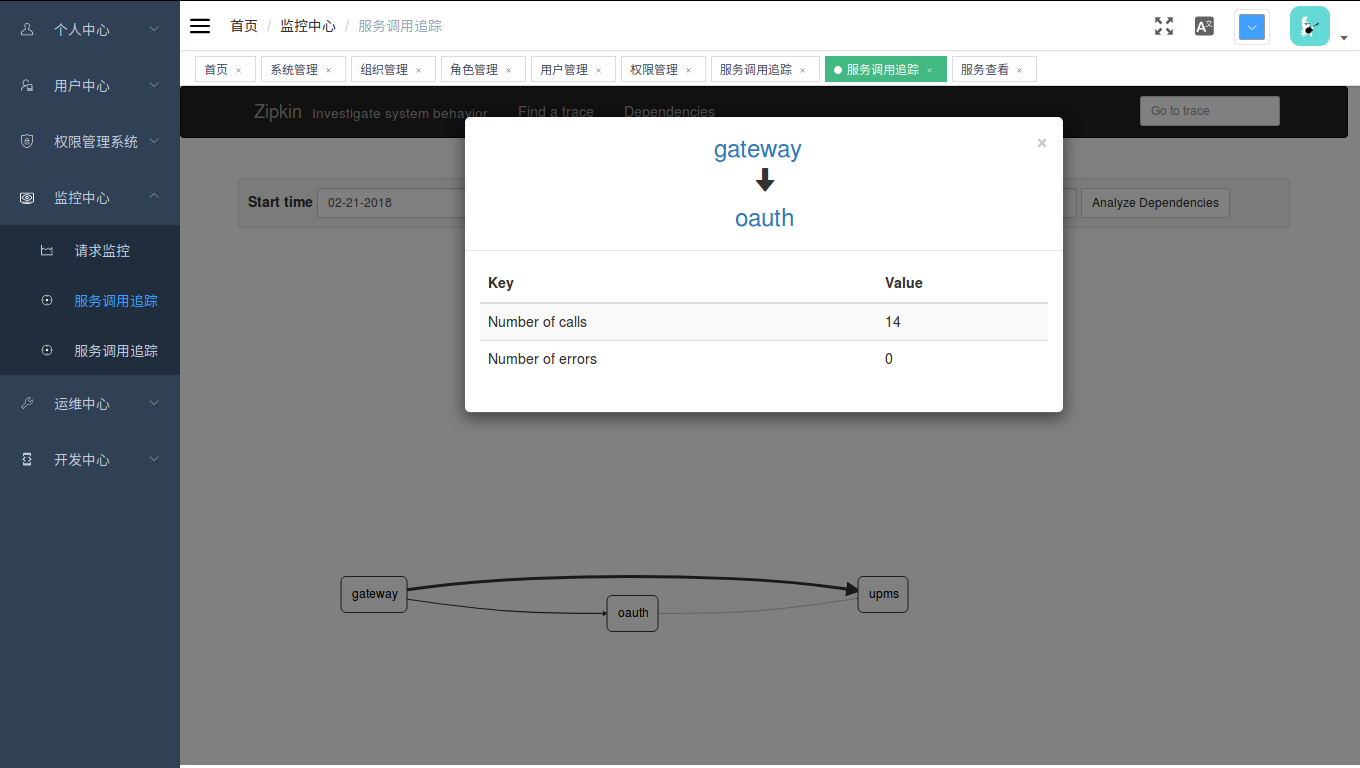 个人中心
用户中心
权限管理系统
监控中心
请求监控
服务调用追踪
服务调用追踪
运维中心
开发中心
首页 / 监控中心 / 服务调用追踪
首页 × 系统管理 × 组织管理 × 角色管理 × 用户管理 × 权限管理 × 服务调用追踪 × 服务调用追踪 × 服务查看 ×
Zipkin Investigate system behavior Find a trace Dependencies Go to trace
Start time 02-21-2018 Analyze Dependencies
×
gateway
oauth
Key Value
Number of calls 14
Number of errors 0
gateway
oauth
upms